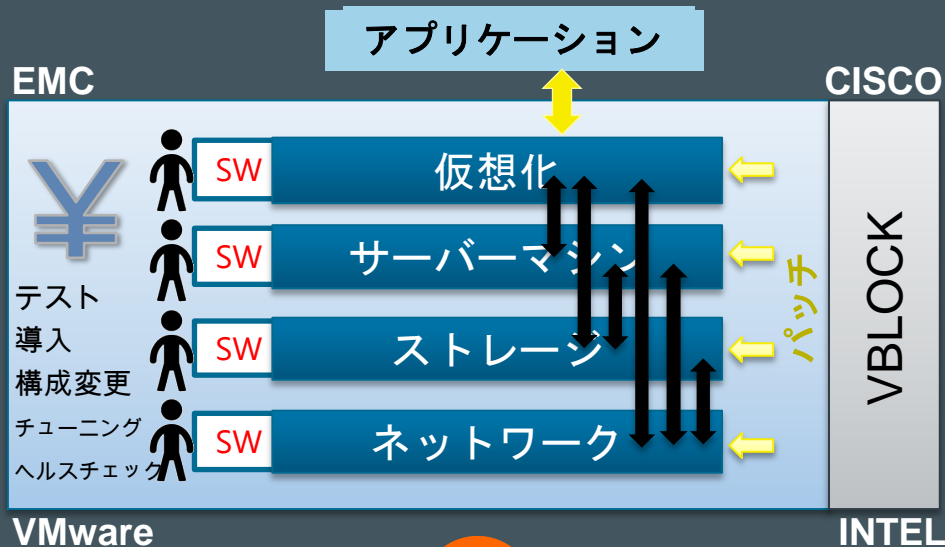 アプリケーション
EMC
CISCO
¥
SW
仮想化
SW
サーバーマシン
テスト
導入
構成変更
チューニング
ヘルスチェック
SW
ストレージ
SW
ネットワーク
パッチ
VBLOCK
VMware
INTEL